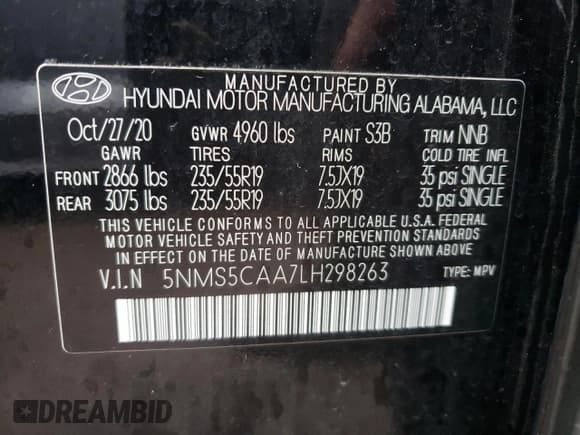 MANUFACTURED BY
HYUNDAI MOTOR MANUFACTURING ALABAMA, LLC
Oct/27/20 GVWR 4960 lbs PAINT S3B TRIM NNB
GAWR TIRES RIMS COLD TIRE INFL
FRONT 2866 lbs 235/55R19 7.5JX19 35 psi SINGLE
REAR 3075 lbs 235/55R19 7.5JX19 35 psi SINGLE
THIS VEHICLE CONFORMS TO ALL APPLICABLE U.S.A. FEDERAL
MOTOR VEHICLE SAFETY AND THEFT PREVENTION STANDARDS
IN EFFECT ON THE DATE OF MANUFACTURE SHOWN ABOVE.
V.I.N 5NMS5CAA7LH298263 TYPE: MPV
DREAMBID